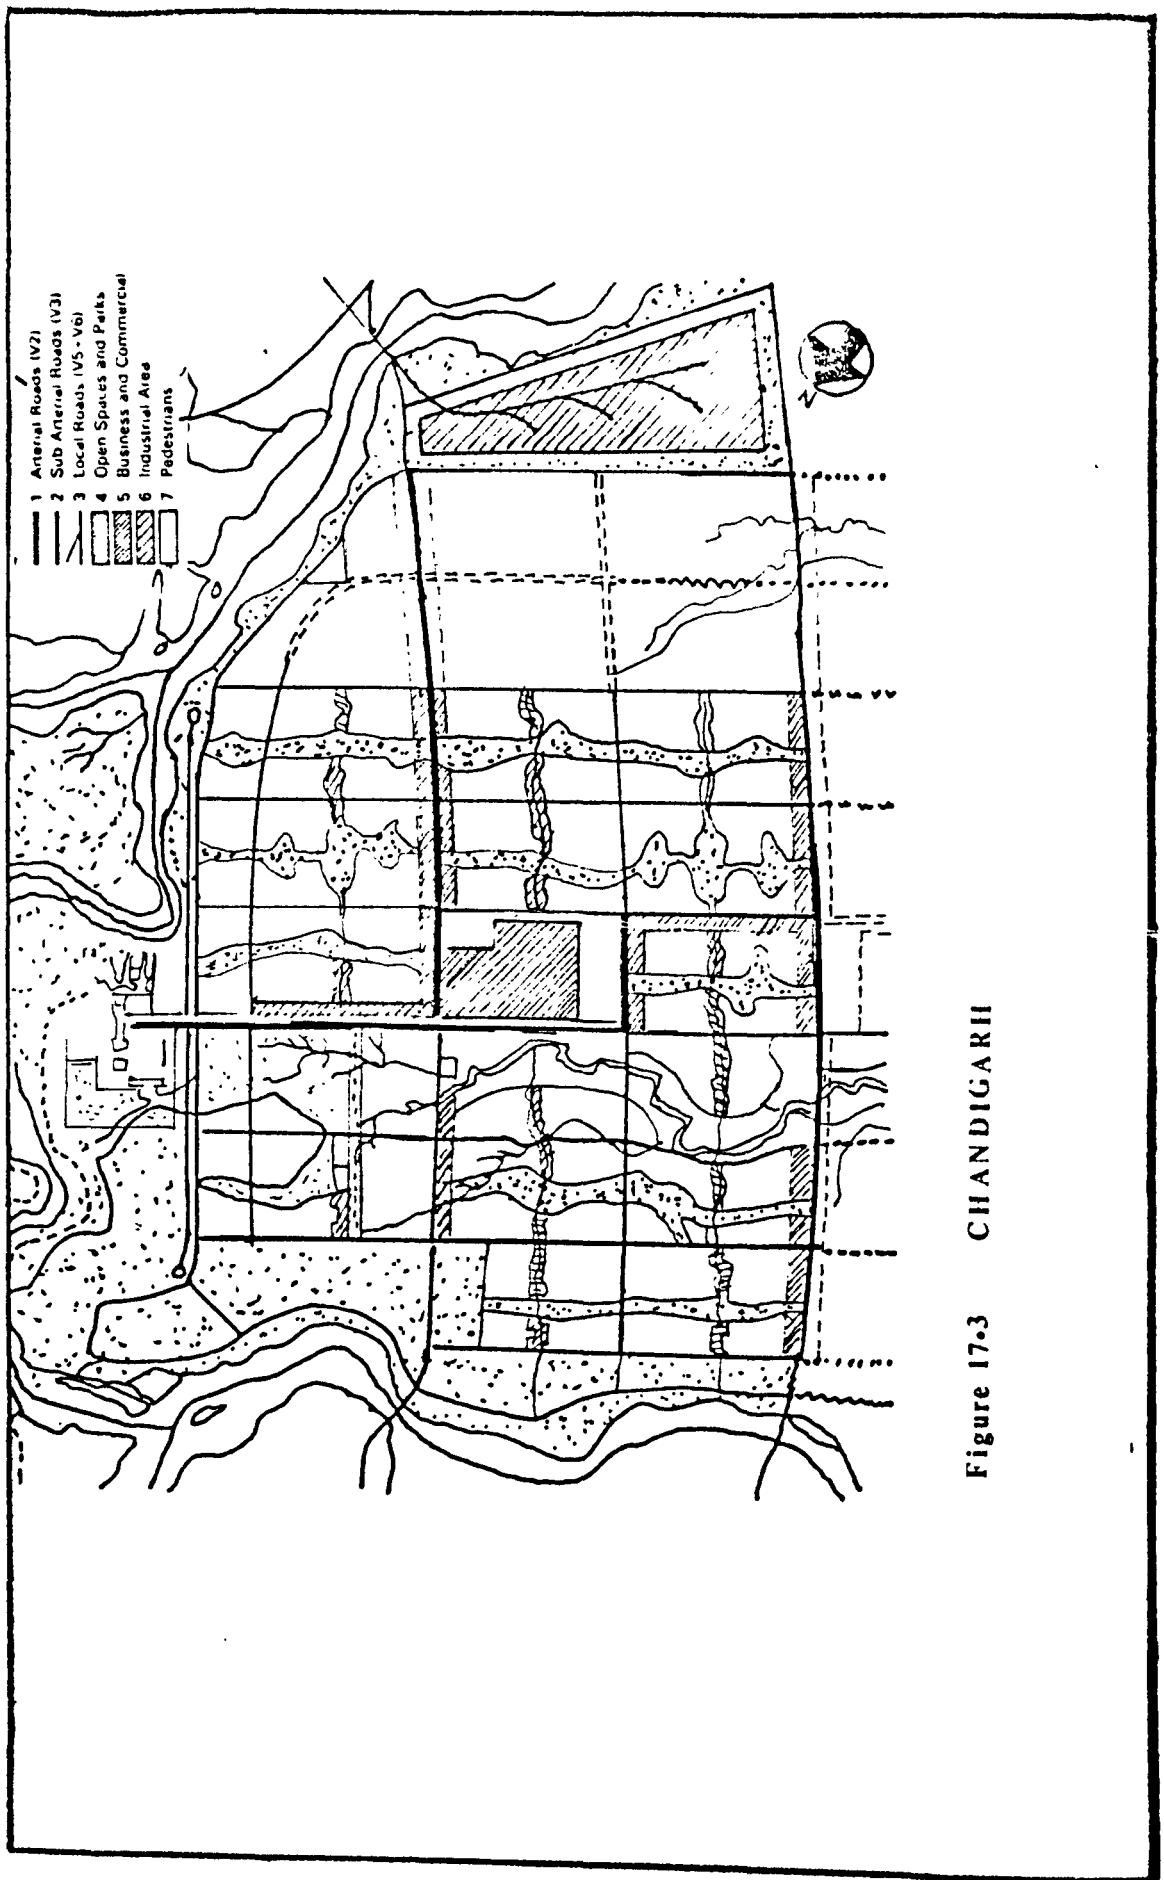 1 Arterial Roads (V2)
2 Sub Arterial Roads (V3)
3 Local Roads (V5 - V6)
4 Open Spaces and Parks
5 Business and Commercial
6 Industrial Area
7 Pedestrians
N
Figure 17.3 CHANDIGARH